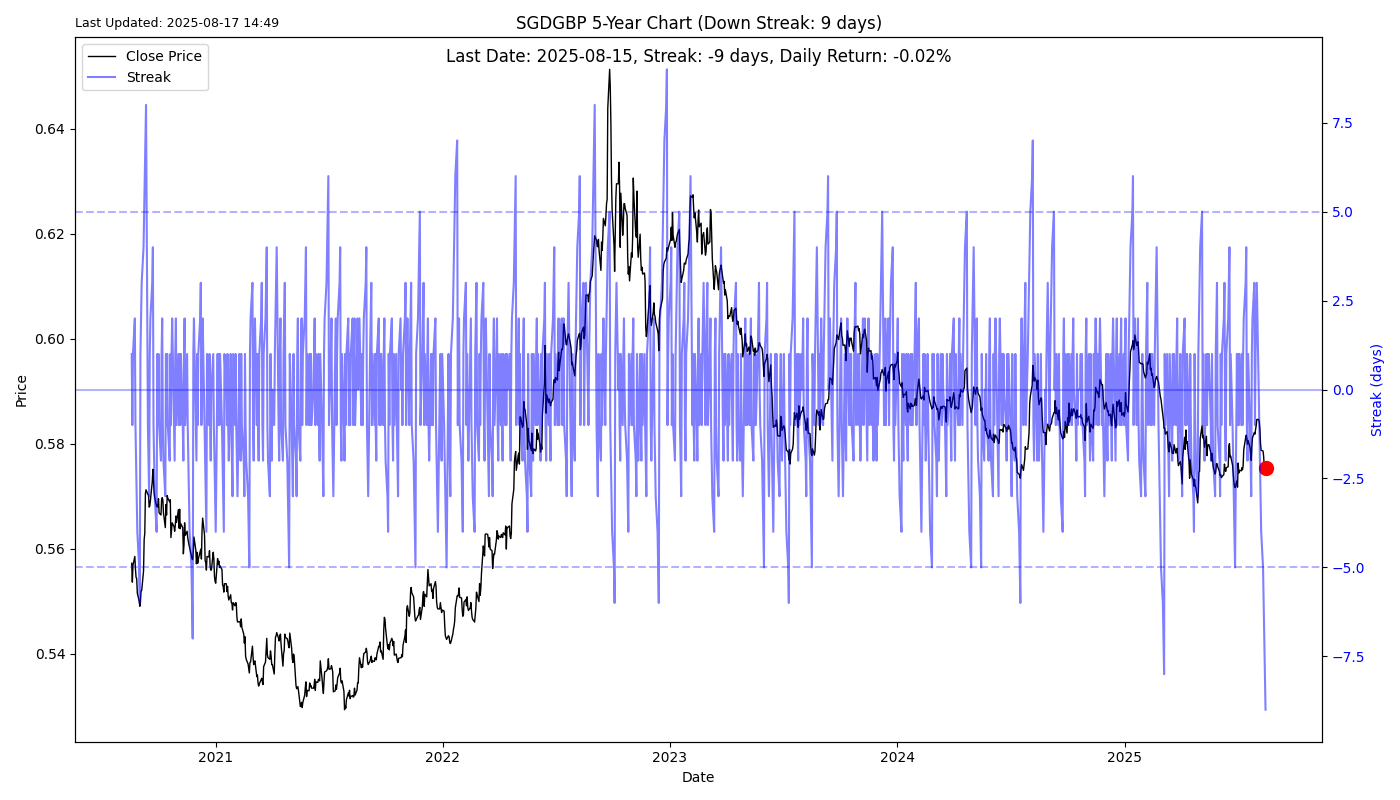 Last Updated: 2025-08-17 14:49
SGDGBP 5-Year Chart (Down Streak: 9 days)
Last Date: 2025-08-15, Streak: -9 days, Daily Return: -0.02%
Close Price
Streak
Price
0.64
0.62
0.60
0.58
0.56
0.54
7.5
5.0
2.5
0.0
−2.5
−5.0
−7.5
Streak (days)
2021
2022
2023
2024
2025
Date